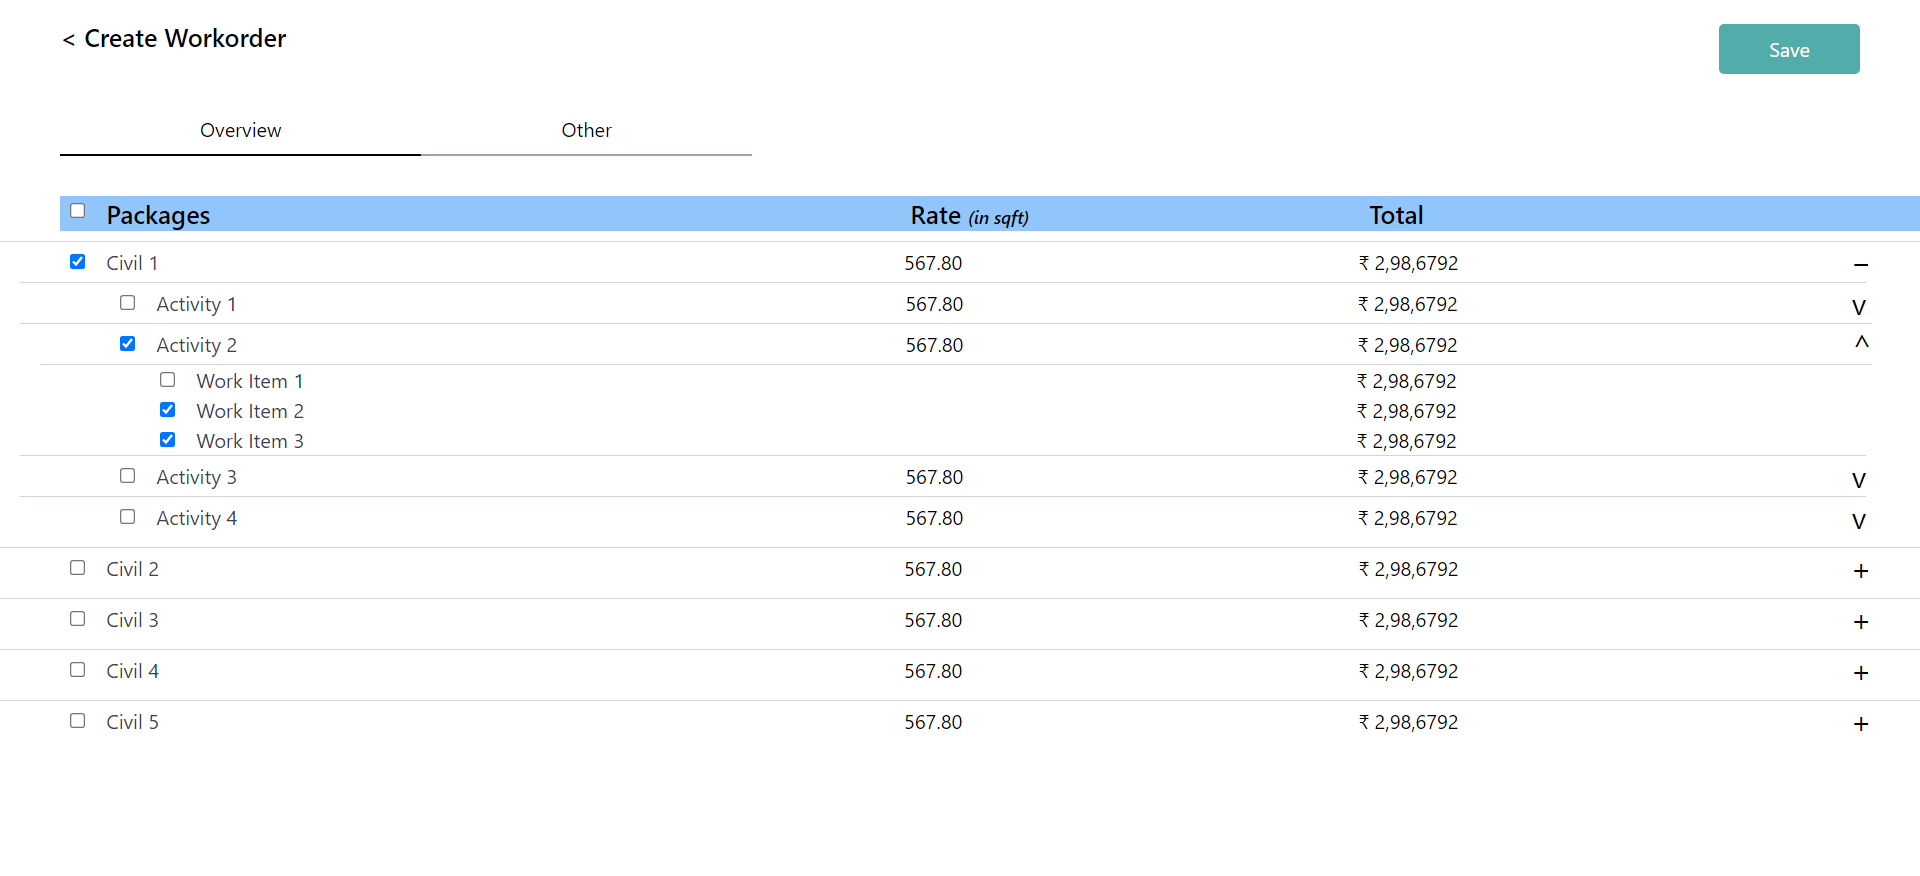 < Create Workorder
Save
Overview Other
Packages Rate (in sqft) Total
Civil 1 567.80 ₹ 2,98,6792 −
Activity 1 567.80 ₹ 2,98,6792 v
Activity 2 567.80 ₹ 2,98,6792 ^
Work Item 1 ₹ 2,98,6792
Work Item 2 ₹ 2,98,6792
Work Item 3 ₹ 2,98,6792
Activity 3 567.80 ₹ 2,98,6792 v
Activity 4 567.80 ₹ 2,98,6792 v
Civil 2 567.80 ₹ 2,98,6792 +
Civil 3 567.80 ₹ 2,98,6792 +
Civil 4 567.80 ₹ 2,98,6792 +
Civil 5 567.80 ₹ 2,98,6792 +